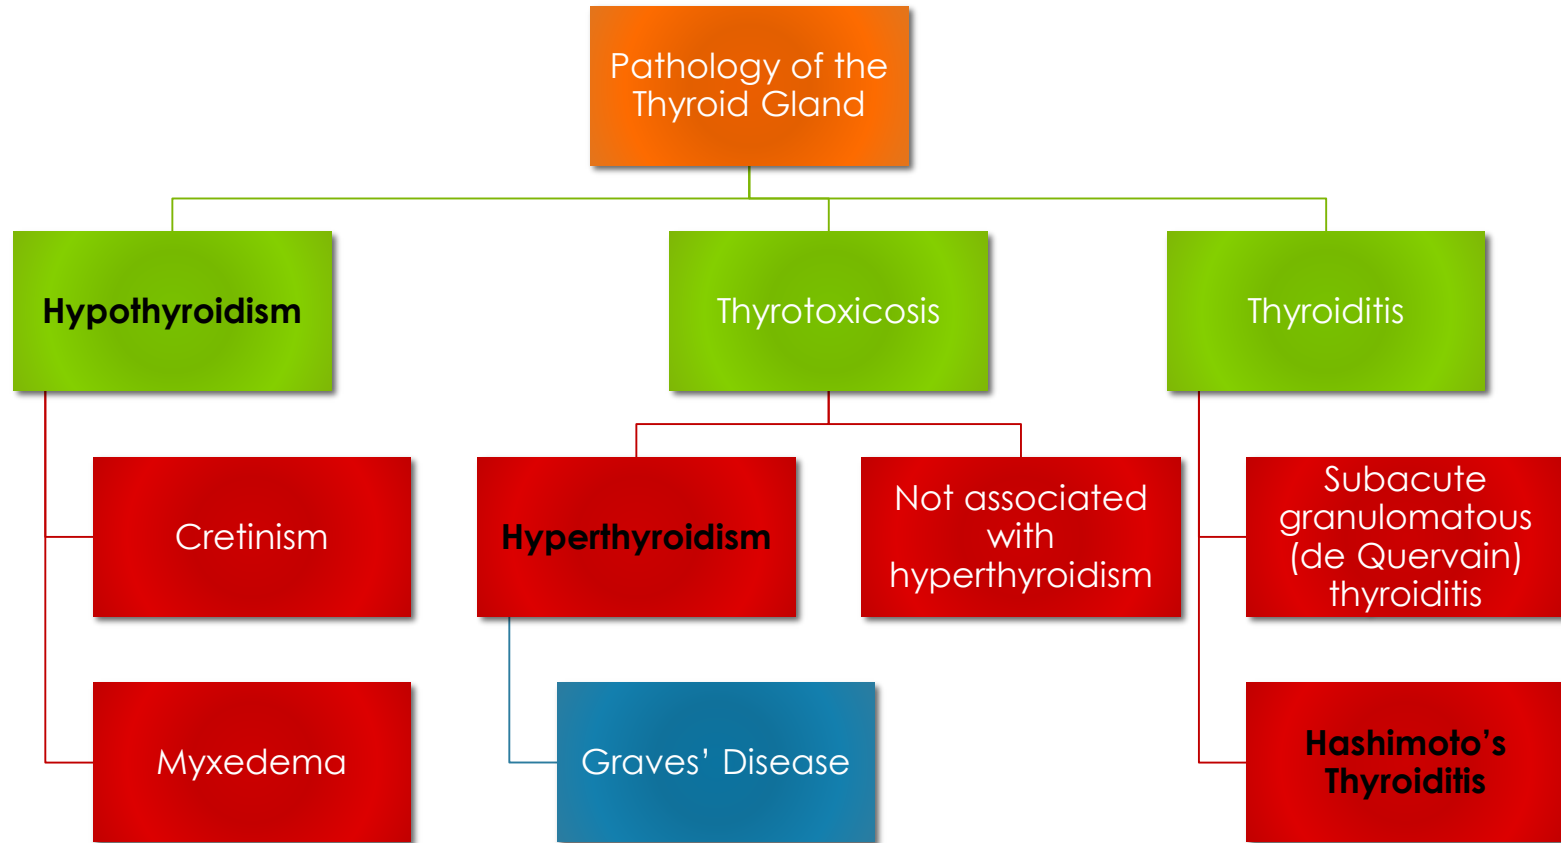 Pathology of the
Thyroid Gland
Hypothyroidism
Thyrotoxicosis
Thyroiditis
Cretinism
Hyperthyroidism
Not associated
with
hyperthyroidism
Subacute
granulomatous
(de Quervain)
thyroiditis
Myxedema
Graves’ Disease
Hashimoto’s
Thyroiditis